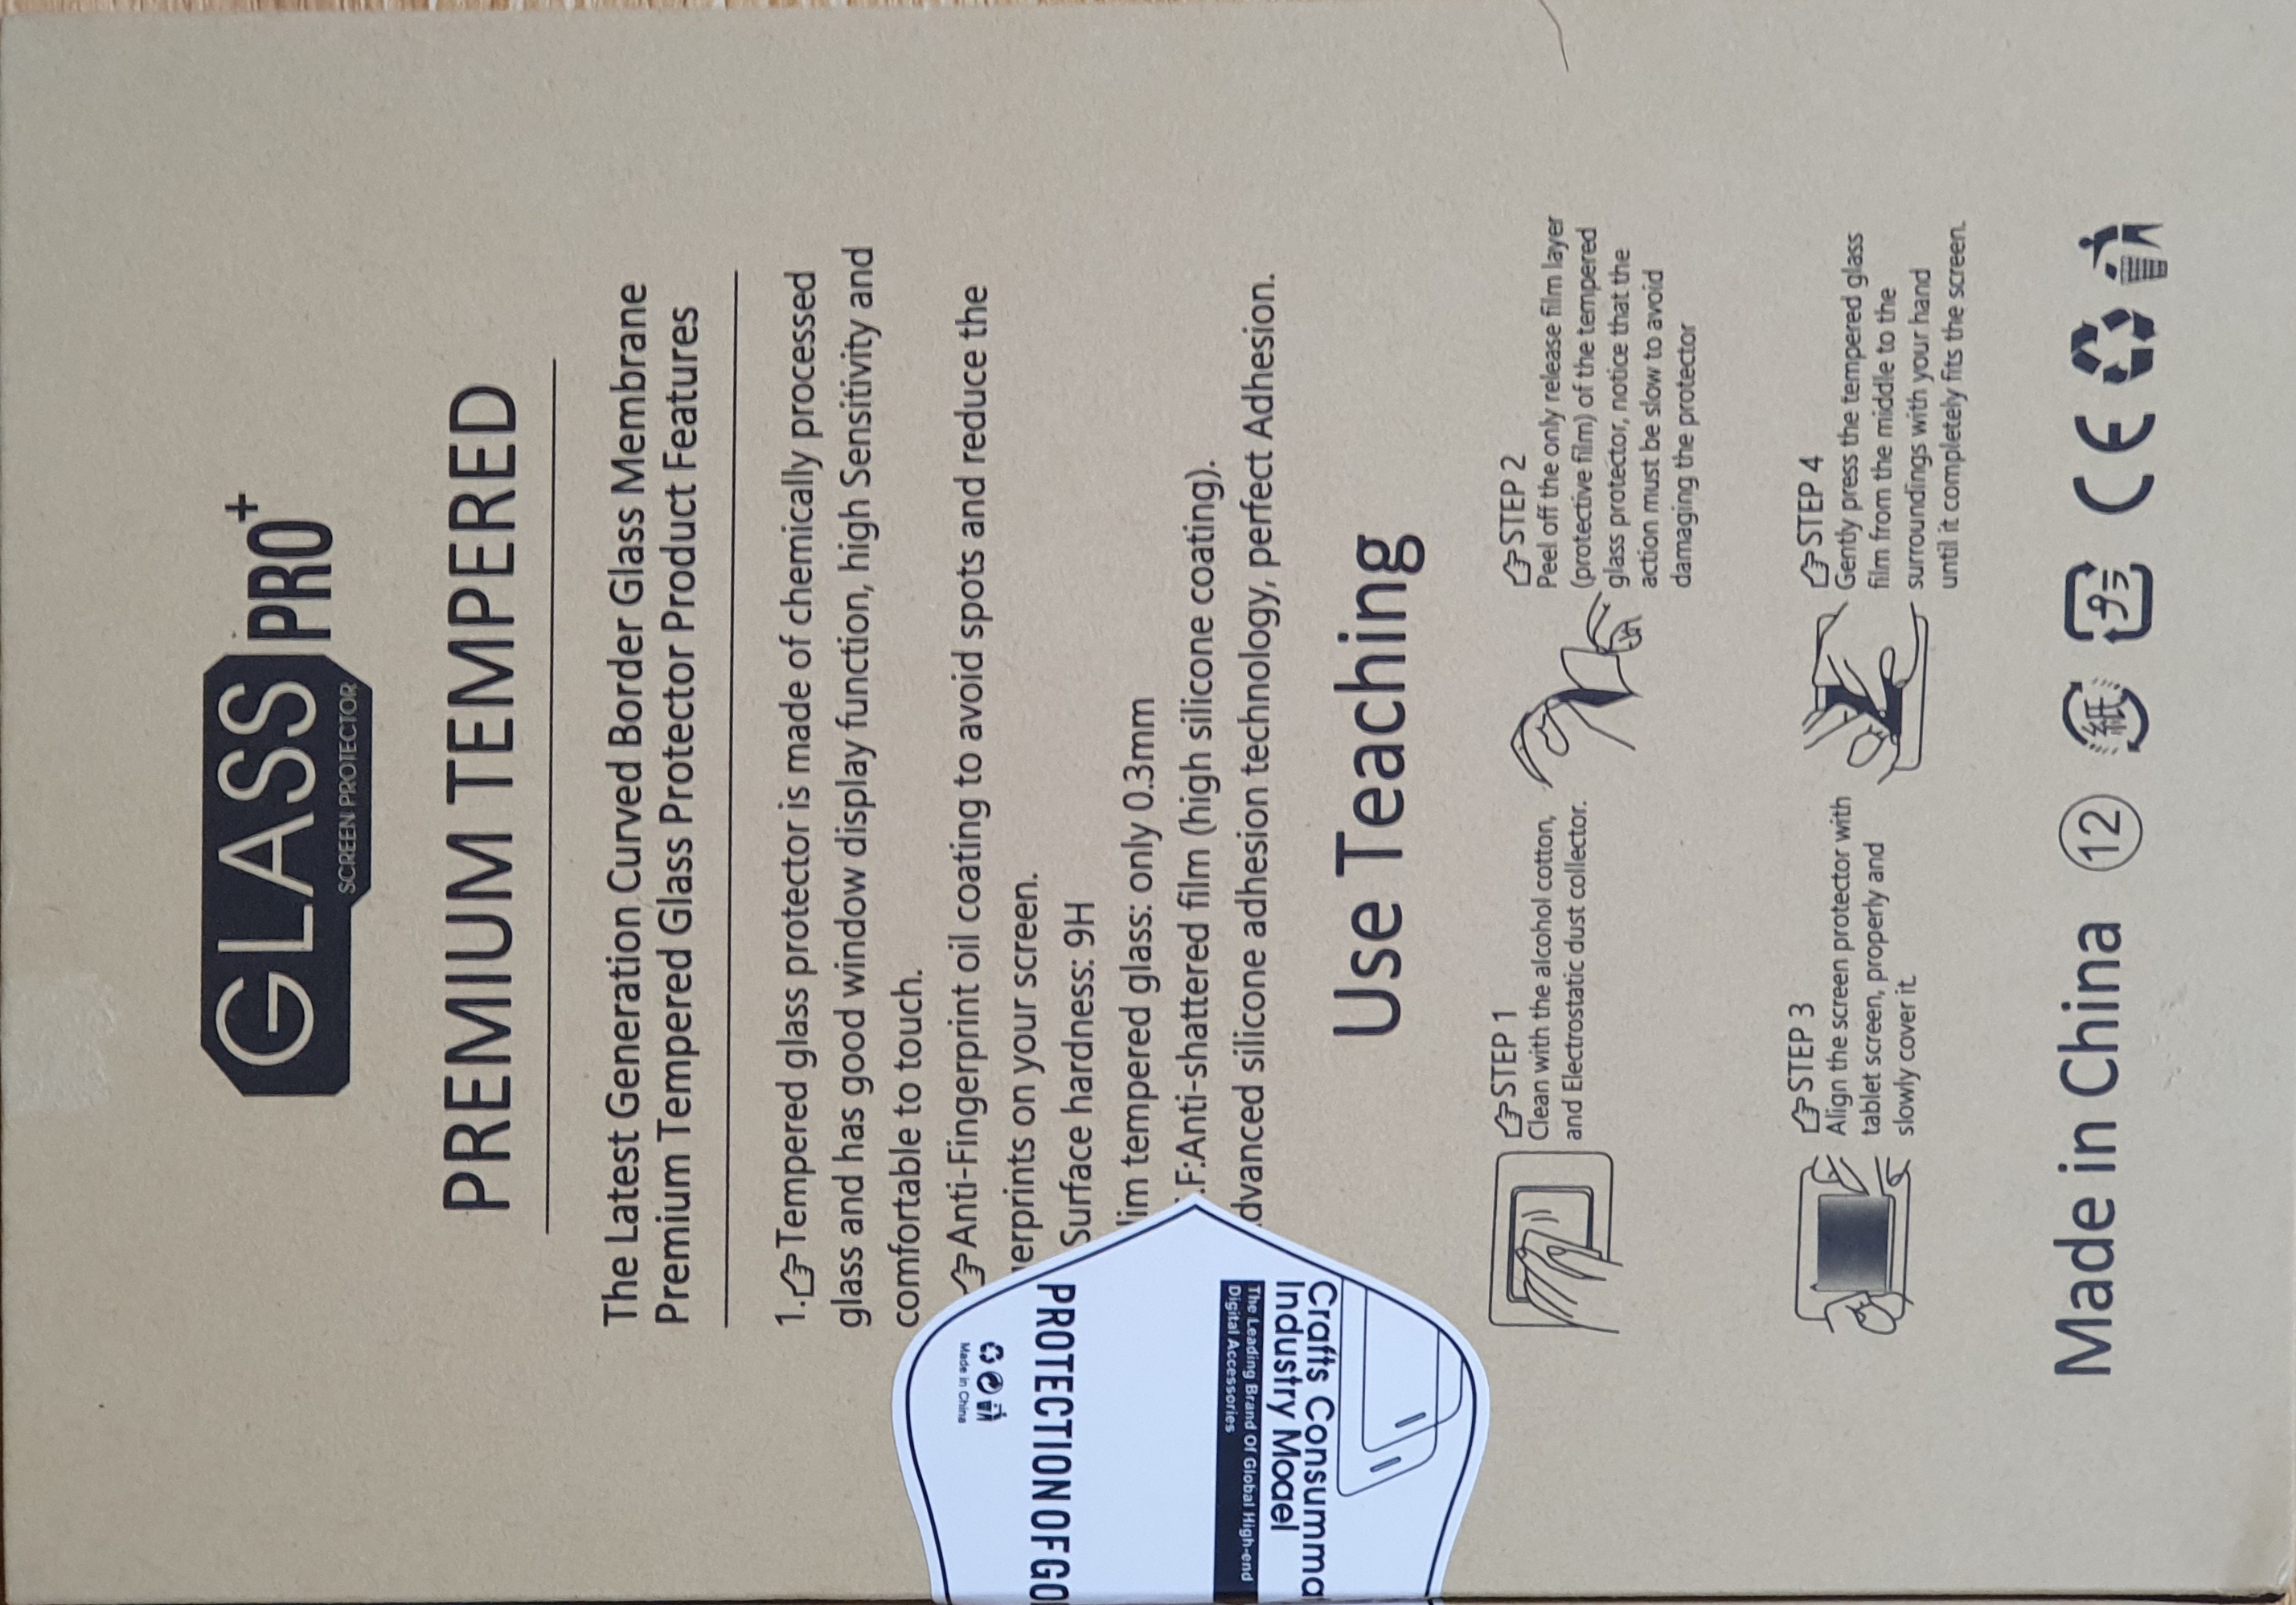 GLASS PRO+
SCREEN PROTECTOR
PREMIUM TEMPERED
The Latest Generation Curved Border Glass Membrane
Premium Tempered Glass Protector Product Features
1.Tempered glass protector is made of chemically processed
glass and has good window display function, high Sensitivity and
comfortable to touch.
Anti-Fingerprint oil coating to avoid spots and reduce the
erprints on your screen.
Surface hardness: 9H
lim tempered glass: only 0.3mm
.F:Anti-shattered film (high silicone coating).
dvanced silicone adhesion technology, perfect Adhesion.
Use Teaching
STEP 1
Clean with the alcohol cotton,
and Electrostatic dust collector.
STEP 2
Peel off the only release film layer
(protective film) of the tempered
glass protector, notice that the
action must be slow to avoid
damaging the protector
STEP 3
Align the screen protector with
tablet screen, properly and
slowly cover it.
STEP 4
Gently press the tempered glass
film from the middle to the
surroundings with your hand
until it completely fits the screen.
Made in China 12 紙 プラ CE
Craffts Consumma
Industry Moael
The Leading Brand Of Global High-end
Digital Accessories
PROTECTION OF GO
Made in China